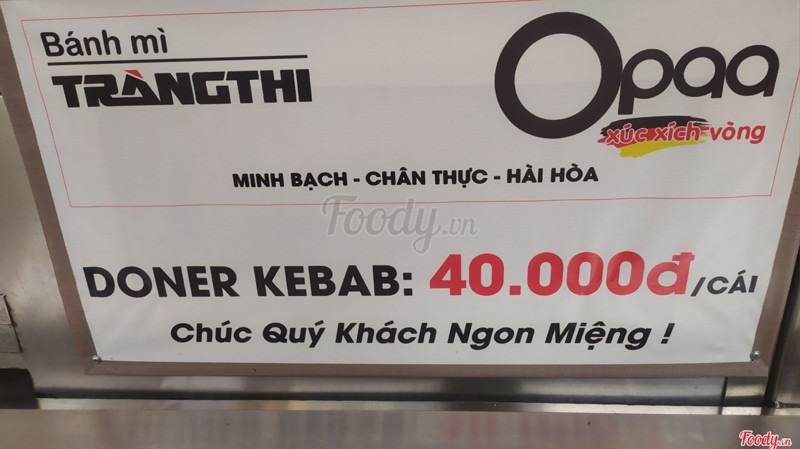 Bánh mì
TRÀNGTHI
Opaa
xúc xích vòng
MINH BẠCH - CHÂN THỰC - HÀI HÒA
Foody.vn
DONER KEBAB: 40.000đ/CÁI
Chúc Quý Khách Ngon Miệng !
Foody.vn